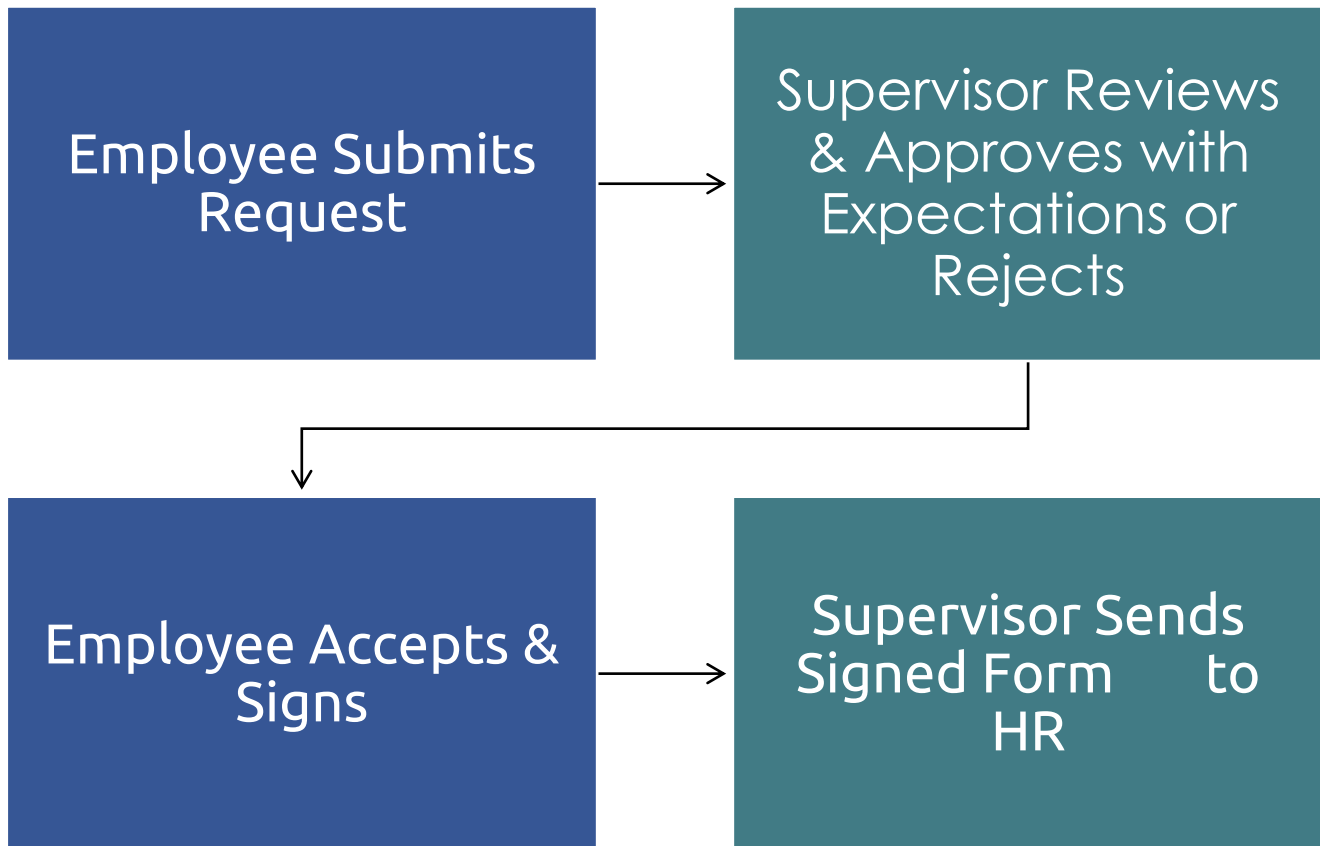 Employee Submits
Request
Supervisor Reviews
& Approves with
Expectations or
Rejects
Employee Accepts &
Signs
Supervisor Sends
Signed Form to
HR